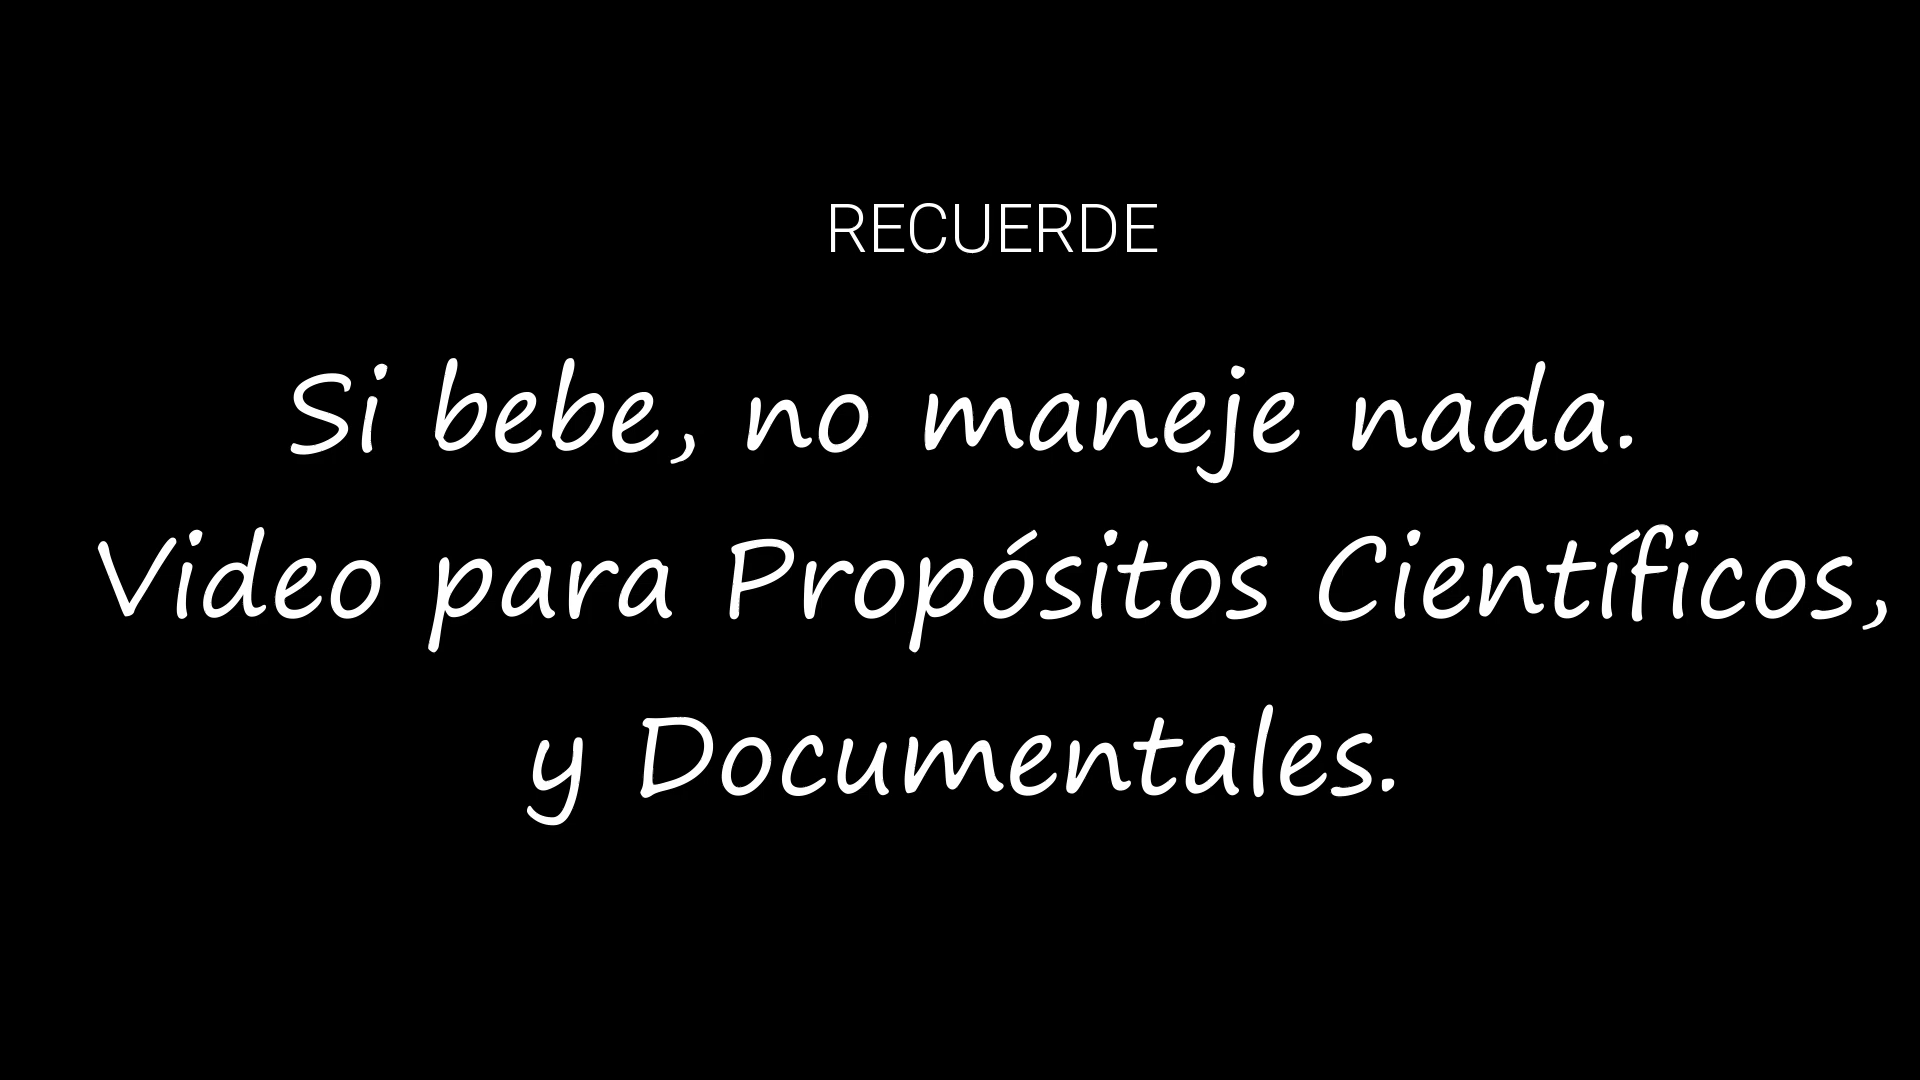 RECUERDE
Si bebe, no maneje nada.
Video para Propósitos Científicos,
y Documentales.